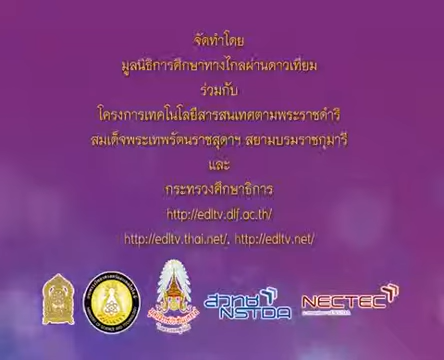 จัดทำโดย
มูลนิธิการศึกษาทางไกลผ่านดาวเทียม
ร่วมกับ
โครงการเทคโนโลยีสารสนเทศตามพระราชดำริ
สมเด็จพระเทพรัตนราชสุดาฯ สยามบรมราชกุมารี
และ
กระทรวงศึกษาธิการ
http://edltv.dlf.ac.th/
http://edltv.thai.net/, http://edltv.net/
สวทช NECTEC
NSTDA